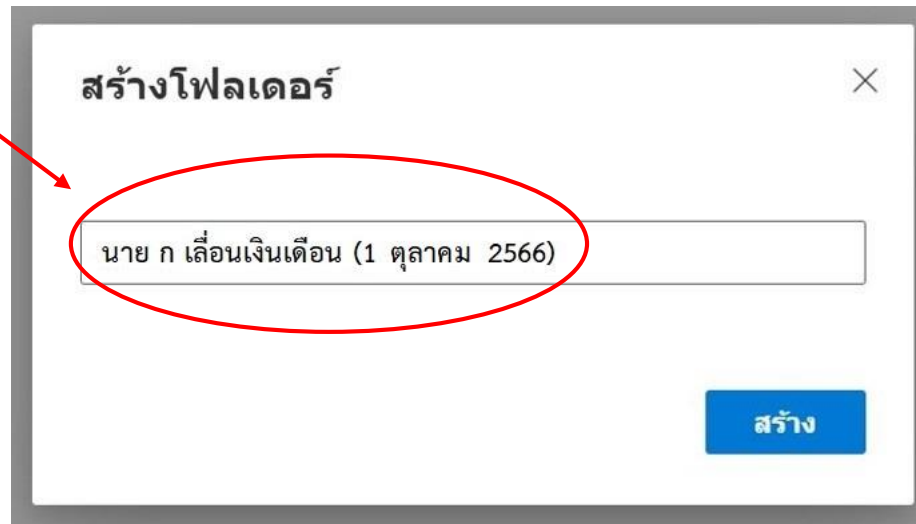 สร้างโฟลเดอร์
นาย ก เลื่อนเงินเดือน (1 ตุลาคม 2566)
สร้าง